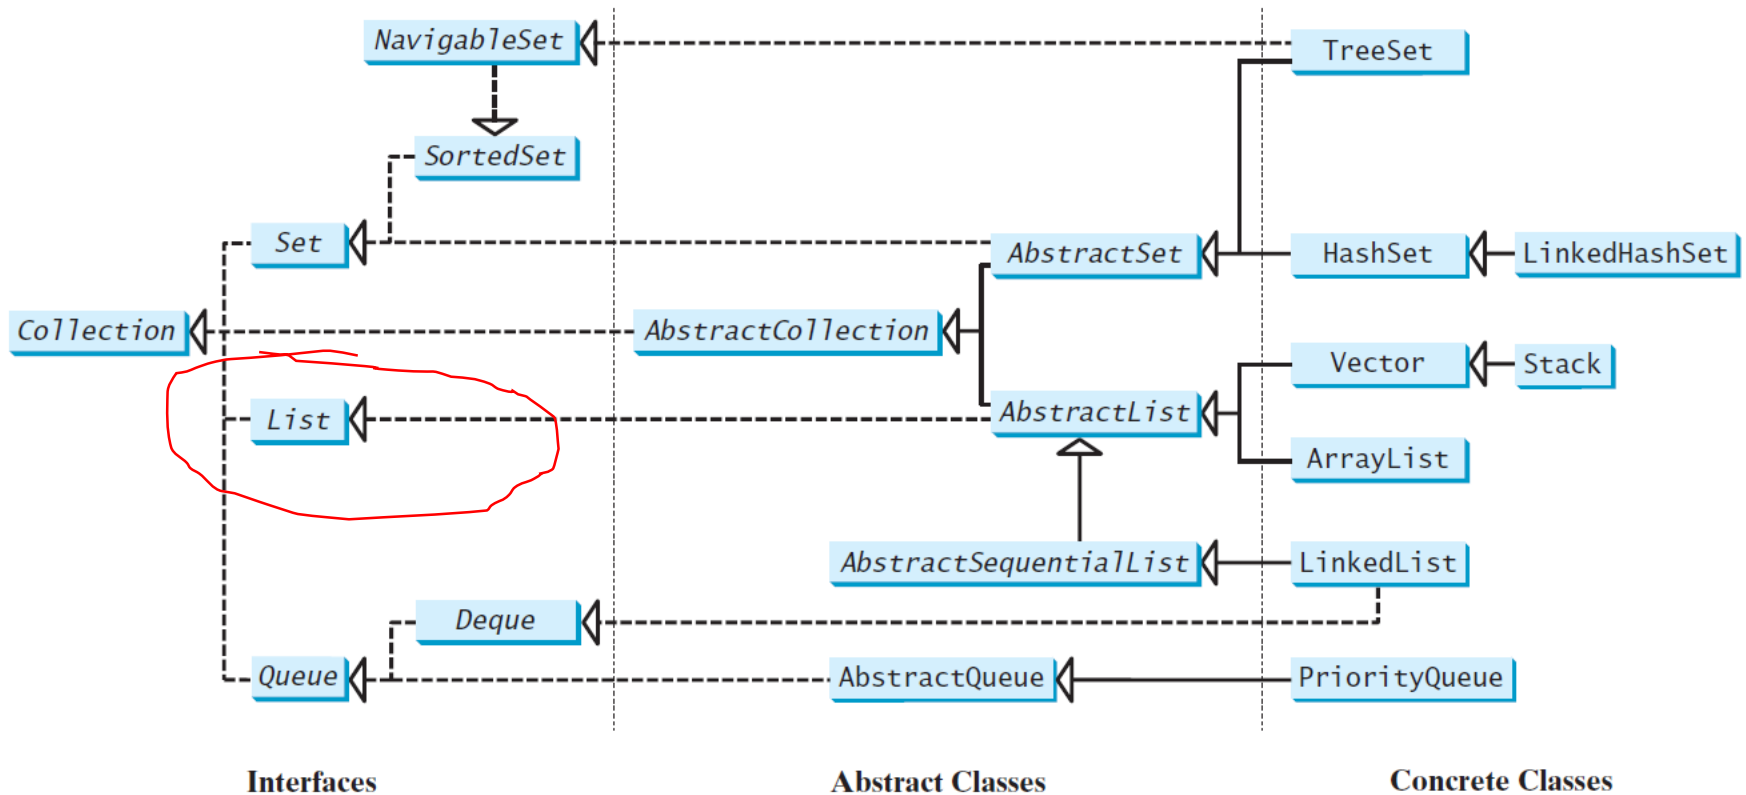 NavigableSet
TreeSet
SortedSet
Set
AbstractSet
HashSet
LinkedHashSet
Collection
AbstractCollection
Vector
Stack
List
AbstractList
ArrayList
AbstractSequentialList
LinkedList
Deque
Queue
AbstractQueue
PriorityQueue
Interfaces
Abstract Classes
Concrete Classes